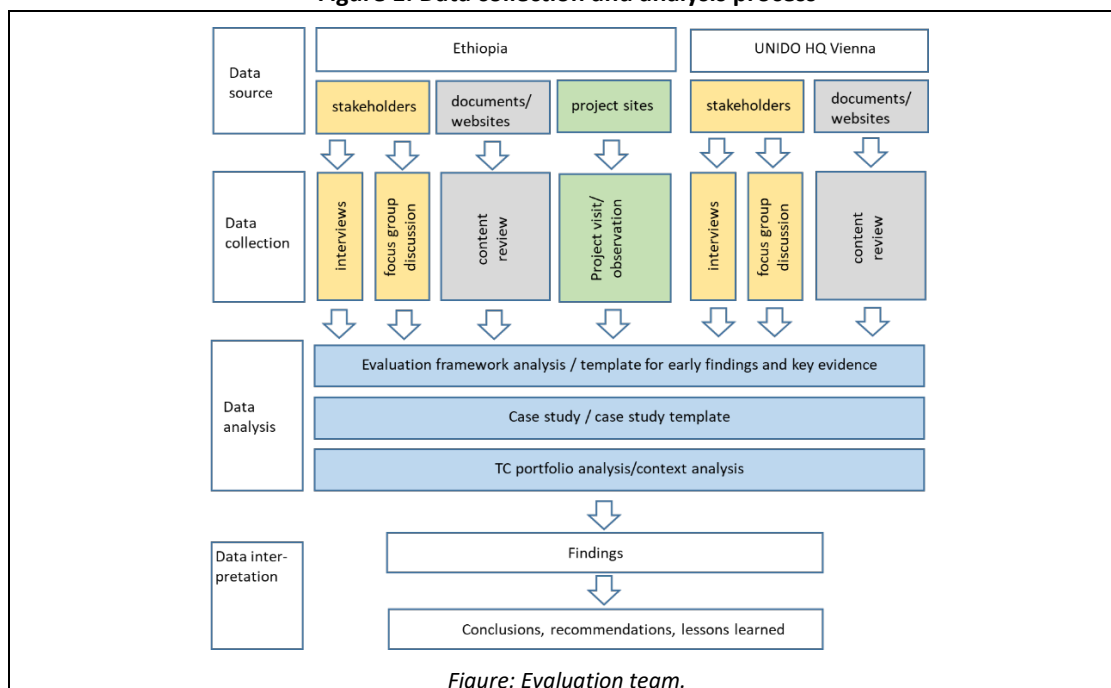 Figure 2: Data collection and analysis process
Data
source
Ethiopia
UNIDO HQ Vienna
stakeholders
documents/
websites
project sites
stakeholders
documents/
websites
Data
collection
interviews
focus group
discussion
content
review
Project visit/
observation
interviews
focus group
discussion
content
review
Data
analysis
Evaluation framework analysis / template for early findings and key evidence
Case study / case study template
TC portfolio analysis/context analysis
Data inter-
pretation
Findings
Conclusions, recommendations, lessons learned
Figure: Evaluation team.